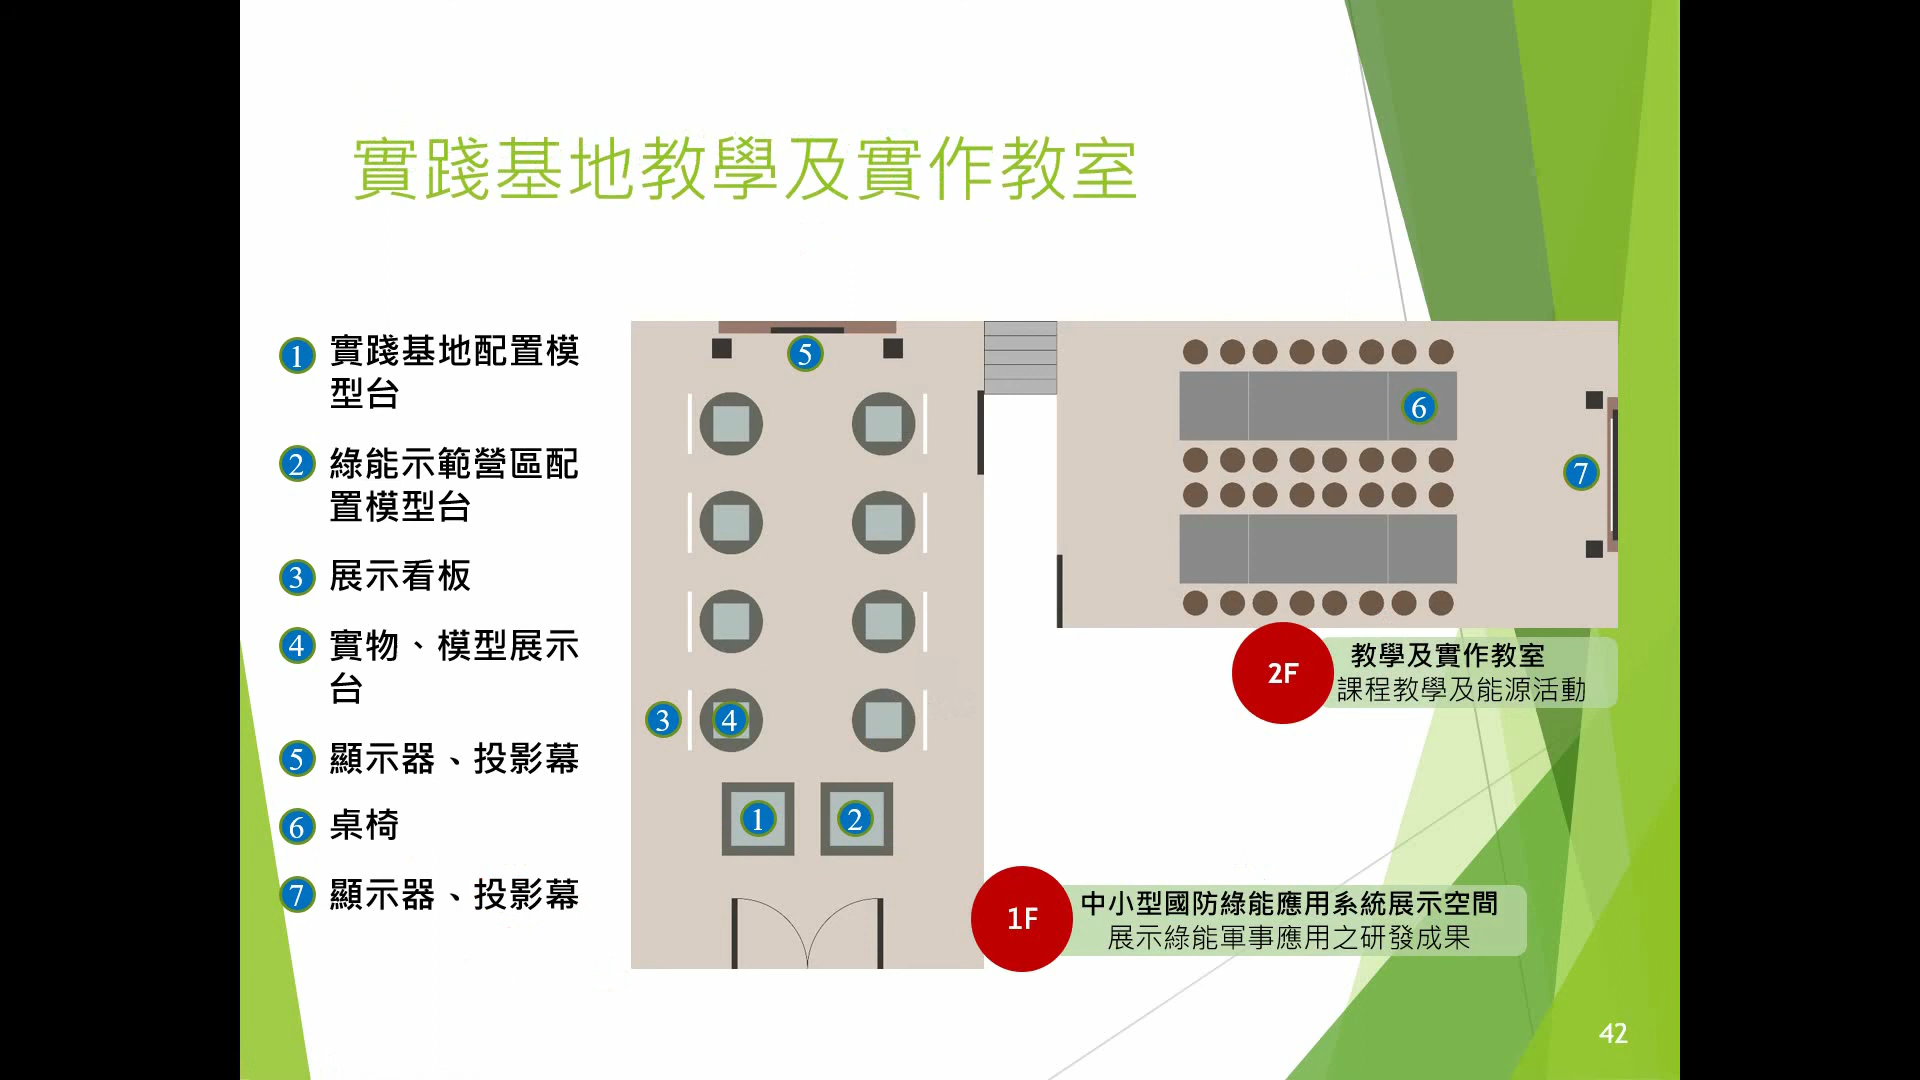 實踐基地教學及實作教室
1 實踐基地配置模
型台
2 綠能示範營區配
置模型台
3 展示看板
4 實物、模型展示
台
5 顯示器、投影幕
6 桌椅
7 顯示器、投影幕
5
6
7
3 4
1 2
2F
教學及實作教室
課程教學及能源活動
1F
中小型國防綠能應用系統展示空間
展示綠能軍事應用之研發成果
42